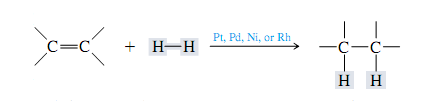 Pt, Pd, Ni, or Rh
C=C + H—H —C—C—
H H